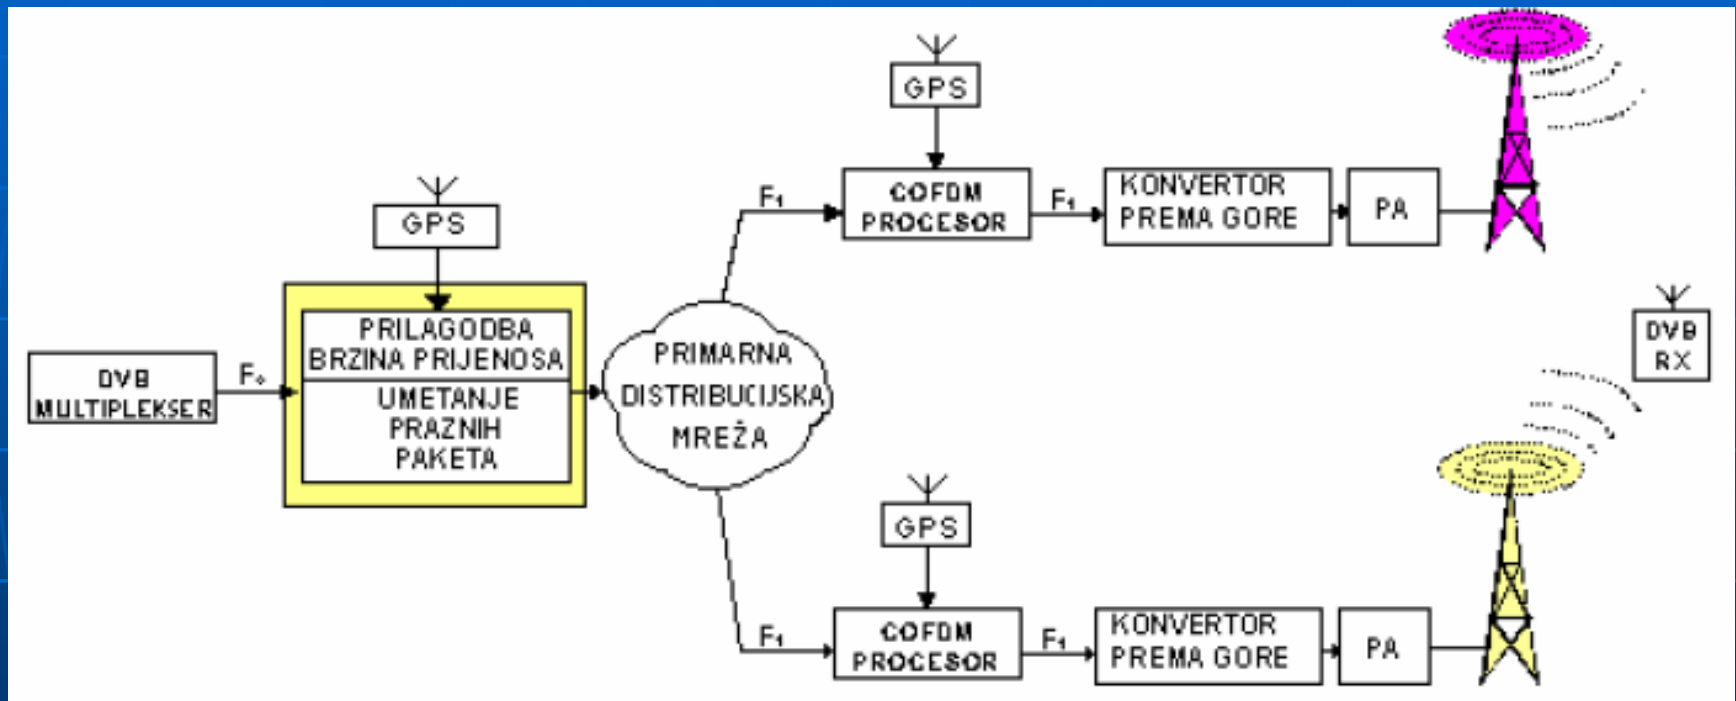 DVB
MULTIPLEKSER
F₀
GPS
PRILAGODBA
BRZINA PRIJENOSA
UMETANJE
PRAZNIH
PAKETA
PRIMARNA
DISTRIBUCIJSKA
MREŽA
F₁
GPS
COFDM
PROCESOR
F₁
KONVERTOR
PREMA GORE
PA
DVB
RX
F₁
GPS
COFDM
PROCESOR
F₁
KONVERTOR
PREMA GORE
PA